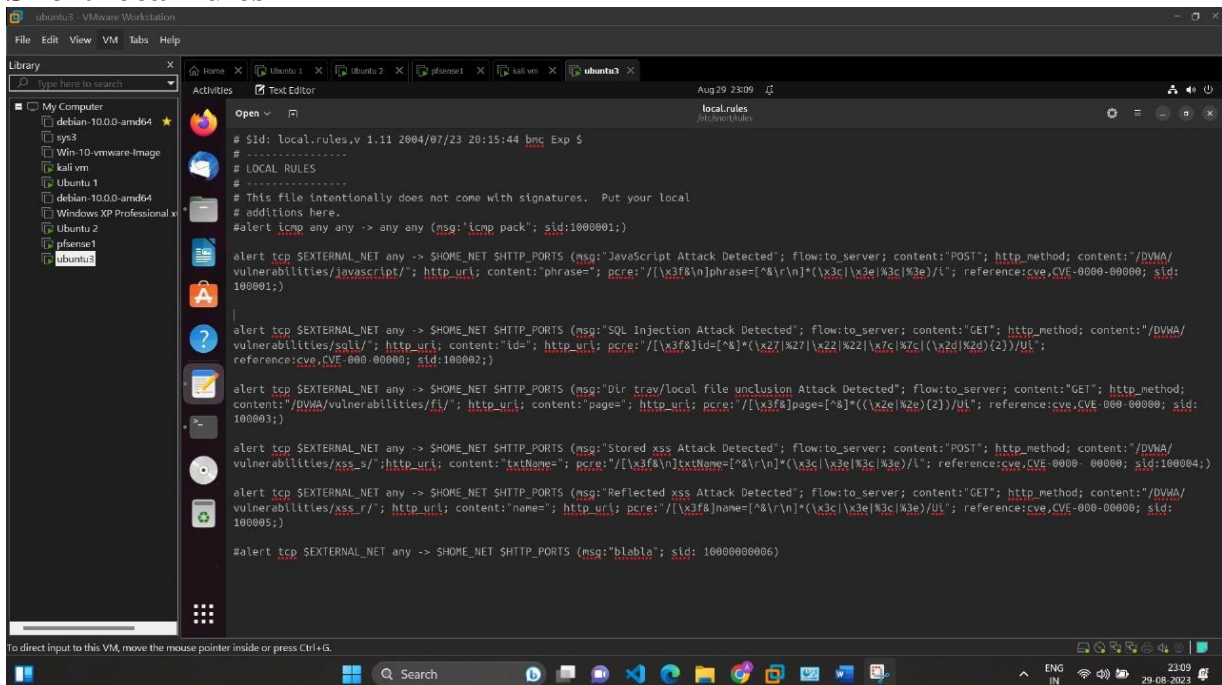 ubuntu3 - VMware Workstation
File Edit View VM Tabs Help
Library X
Type here to search
My Computer
debian-10.0.0-amd64
sys3
Win-10-vmware-Image
kali vm
Ubuntu 1
debian-10.0.0-amd64
Windows XP Professional x
Ubuntu 2
pfsense1
ubuntu3
Home X Ubuntu 1 X Ubuntu 2 X pfsense1 X kali vm X ubuntu3 X
Activities Text Editor Aug 29 23:09
Open local.rules
/etc/snort/rules
# $Id: local.rules,v 1.11 2004/07/23 20:15:44 bmc Exp $
# ----------------
# LOCAL RULES
# ----------------
# This file intentionally does not come with signatures. Put your local
# additions here.
#alert icmp any any -> any any (msg:'icmp pack"; sid:1000001;)
alert tcp $EXTERNAL_NET any -> $HOME_NET $HTTP_PORTS (msg:"JavaScript Attack Detected"; flow:to_server; content:"POST"; http_method; content:"/DVWA/
vulnerabilities/javascript/"; http_uri; content:"phrase="; pcre:"/[\x3f&\n]phrase=[^&\r\n]*(\x3c|\x3e|%3c|%3e)/i"; reference:cve,CVE-0000-00000; sid:
100001;)
alert tcp $EXTERNAL_NET any -> $HOME_NET $HTTP_PORTS (msg:"SQL Injection Attack Detected"; flow:to_server; content:"GET"; http_method; content:"/DVWA/
vulnerabilities/sqli/"; http_uri; content:"id="; http_uri; pcre:"/[\x3f&]id=[^&]*(\x27|%27|\x22|%22|\x7c|%7c|(\x2d|%2d){2})/Ui";
reference:cve,CVE-000-00000; sid:100002;)
alert tcp $EXTERNAL_NET any -> $HOME_NET $HTTP_PORTS (msg:"Dir trav/local file unclusion Attack Detected"; flow:to_server; content:"GET"; http_method;
content:"/DVWA/vulnerabilities/fi/"; http_uri; content:"page="; http_uri; pcre:"/[\x3f&]page=[^&]*((\x2e|%2e){2})/Ui"; reference:cve,CVE-000-00000; sid:
100003;)
alert tcp $EXTERNAL_NET any -> $HOME_NET $HTTP_PORTS (msg:"Stored xss Attack Detected"; flow:to_server; content:"POST"; http_method; content:"/DVWA/
vulnerabilities/xss_s/";http_uri; content:"txtName="; pcre:"/[\x3f&\n]txtName=[^&\r\n]*(\x3c|\x3e|%3c|%3e)/i"; reference:cve,CVE-0000- 00000; sid:100004;)
alert tcp $EXTERNAL_NET any -> $HOME_NET $HTTP_PORTS (msg:"Reflected xss Attack Detected"; flow:to_server; content:"GET"; http_method; content:"/DVWA/
vulnerabilities/xss_r/"; http_uri; content:"name="; http_uri; pcre:"/[\x3f&]name=[^&\r\n]*(\x3c|\x3e|%3c|%3e)/Ui"; reference:cve,CVE-000-00000; sid:
100005;)
#alert tcp $EXTERNAL_NET any -> $HOME_NET $HTTP_PORTS (msg:"blabla"; sid: 10000000006)
To direct input to this VM, move the mouse pointer inside or press Ctrl+G.
Search
ENG
IN
23:09
29-08-2023